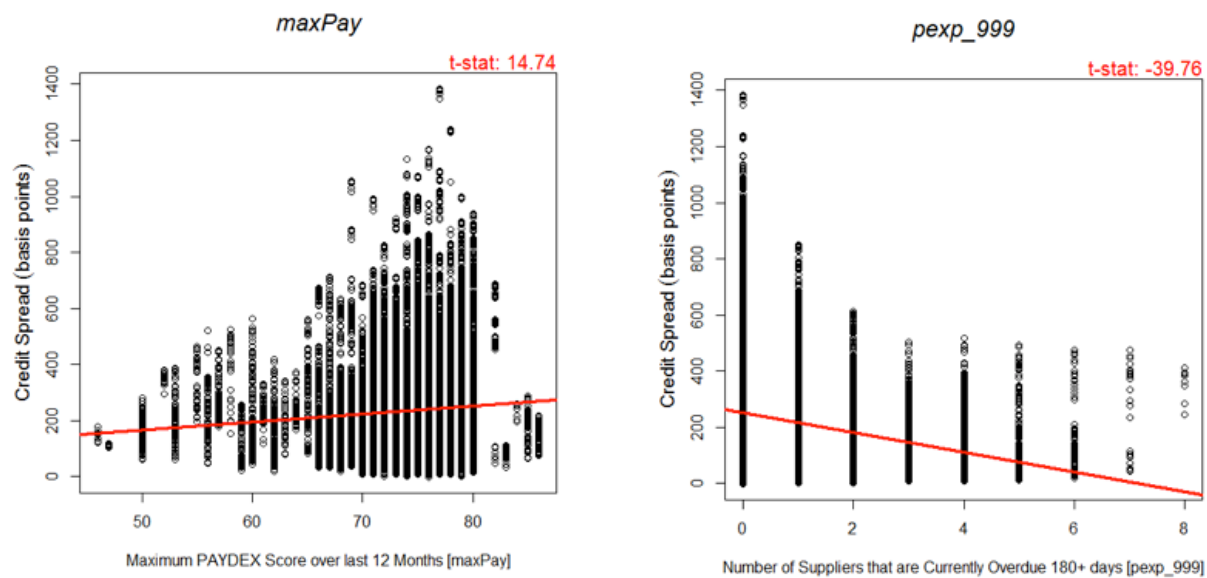 maxPay
t-stat: 14.74
Credit Spread (basis points)
1400
1200
1000
800
600
400
200
0
50 60 70 80
Maximum PAYDEX Score over last 12 Months [maxPay]
pexp_999
t-stat: -39.76
Credit Spread (basis points)
1400
1200
1000
800
600
400
200
0
0 2 4 6 8
Number of Suppliers that are Currently Overdue 180+ days [pexp_999]